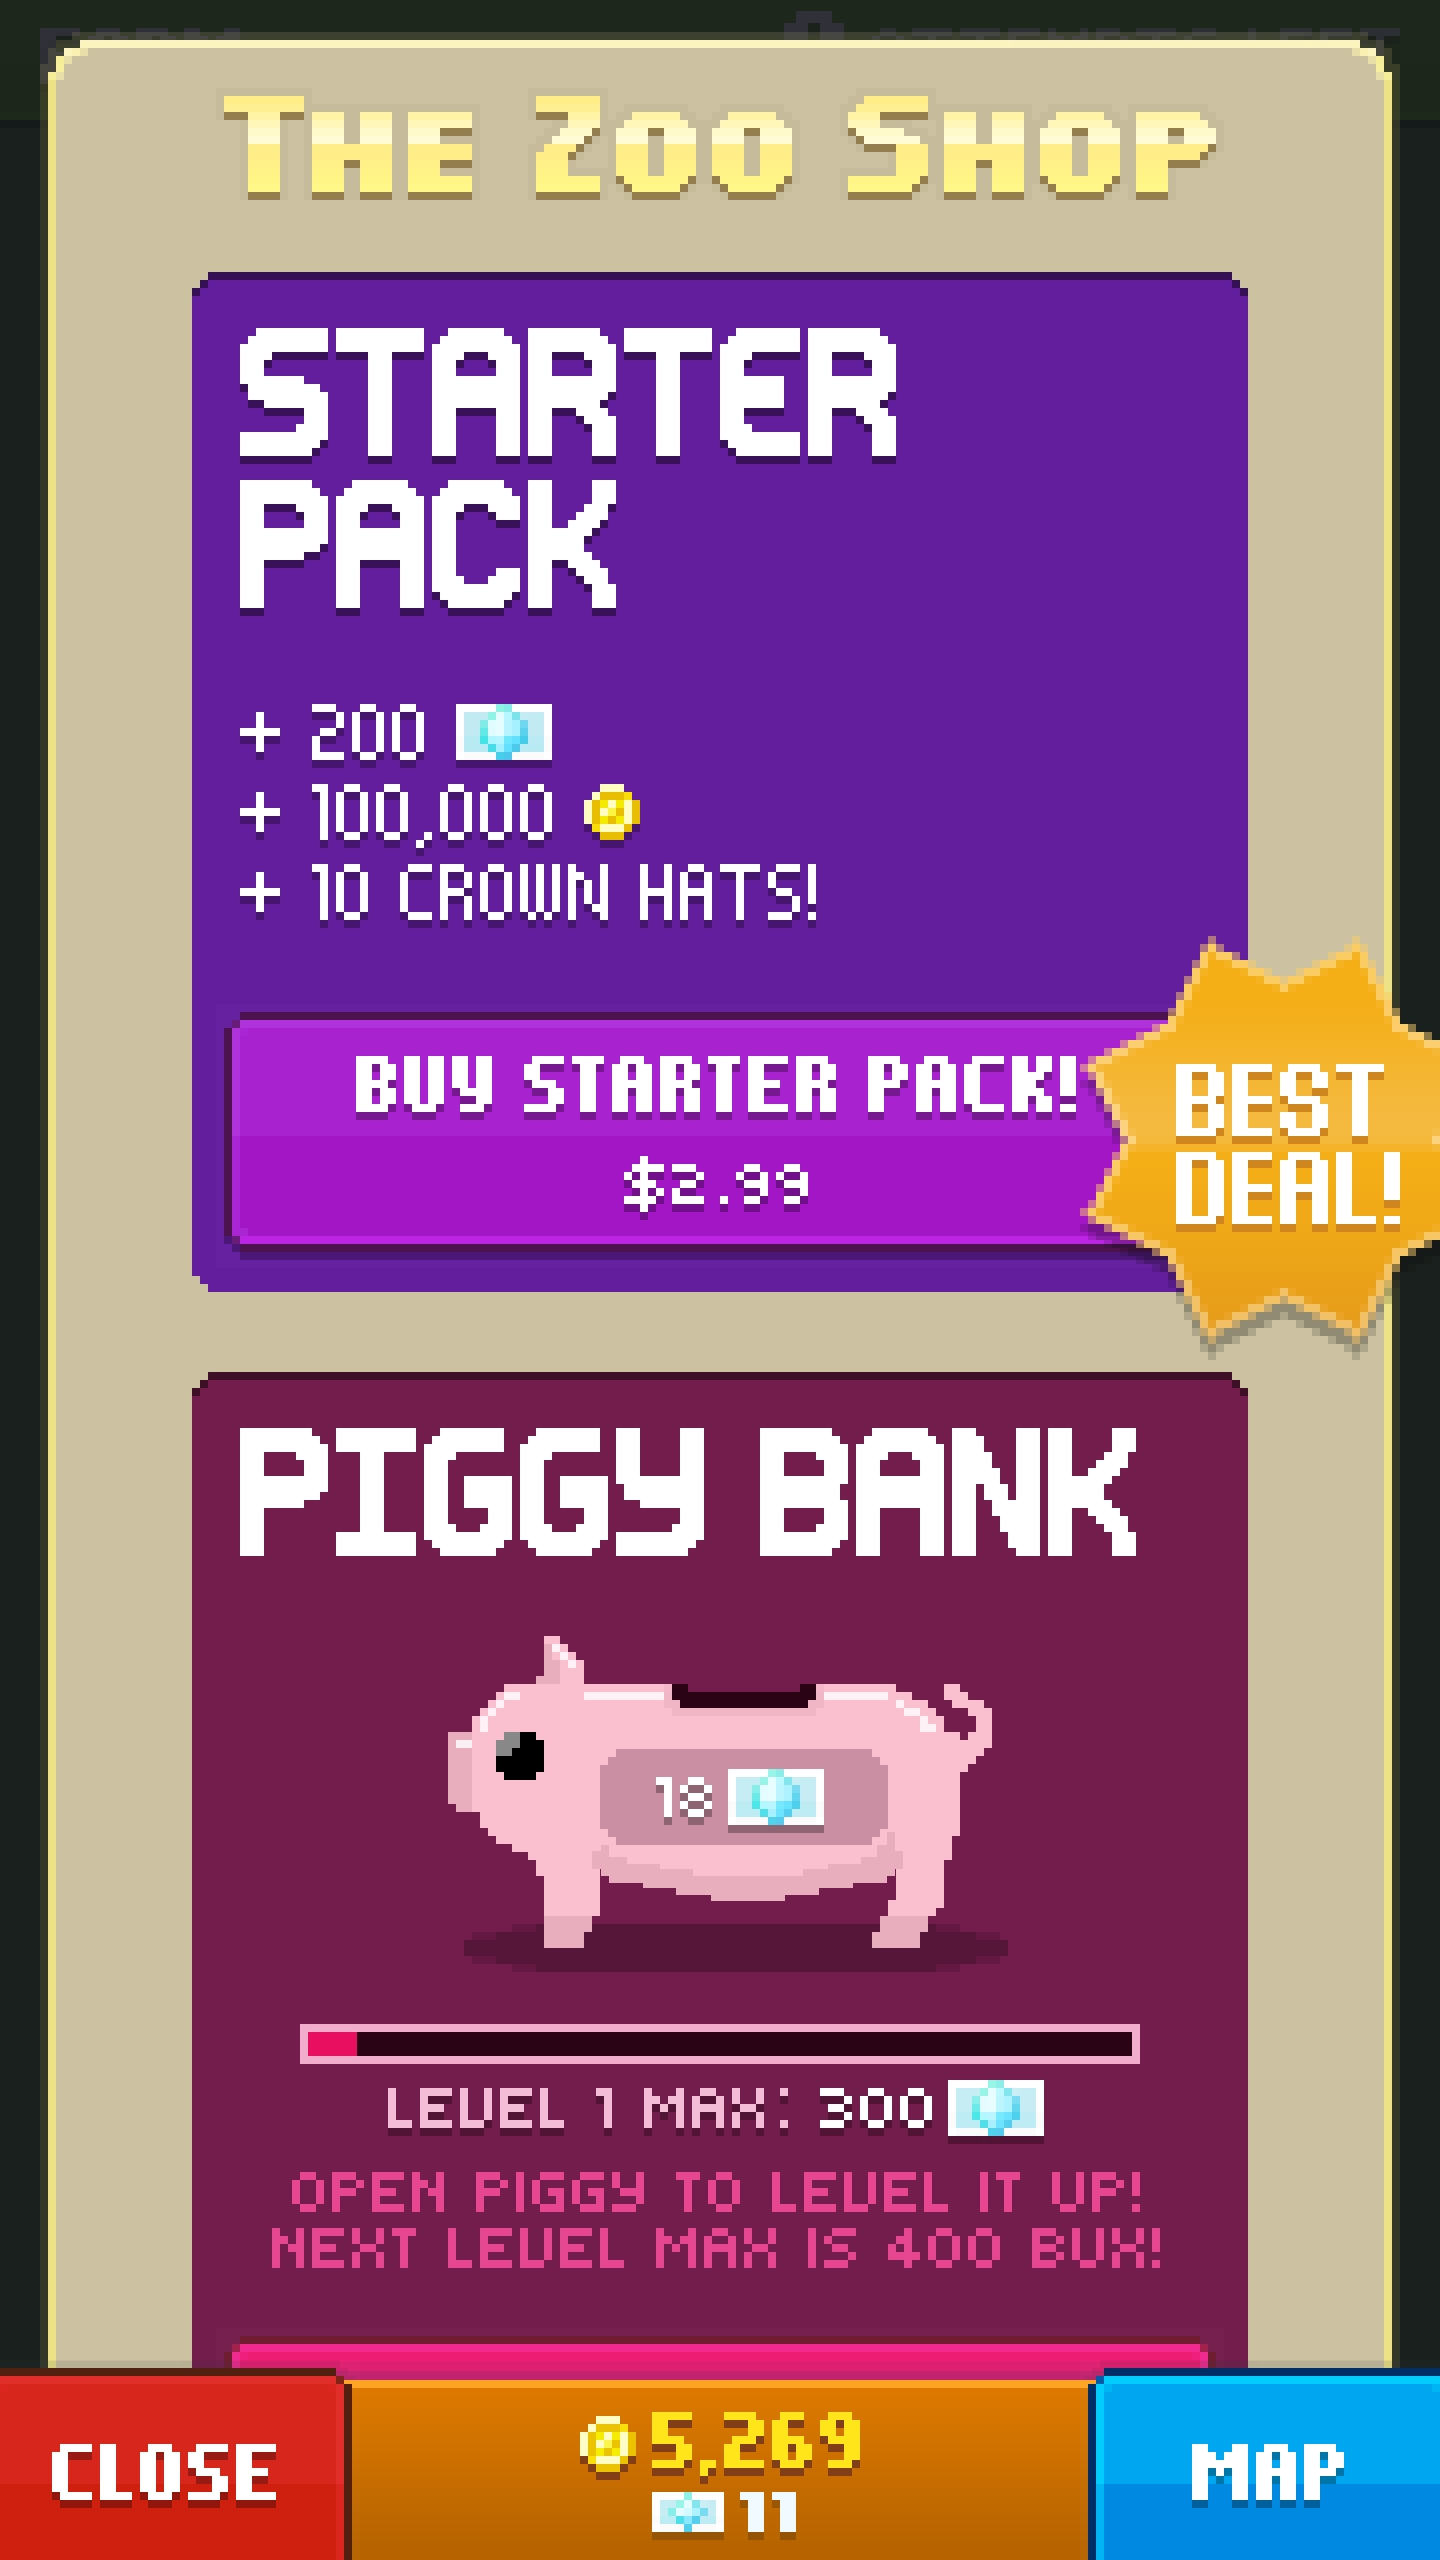 THE ZOO SHOP
STARTER
PACK
+ 200
+ 100,000
+ 10 CROWN HATS!
BUY STARTER PACK!
$2.99
BEST
DEAL!
PIGGY BANK
18
LEVEL 1 MAX: 300
OPEN PIGGY TO LEVEL IT UP!
NEXT LEVEL MAX IS 400 BUX!
CLOSE
5,269
11
MAP